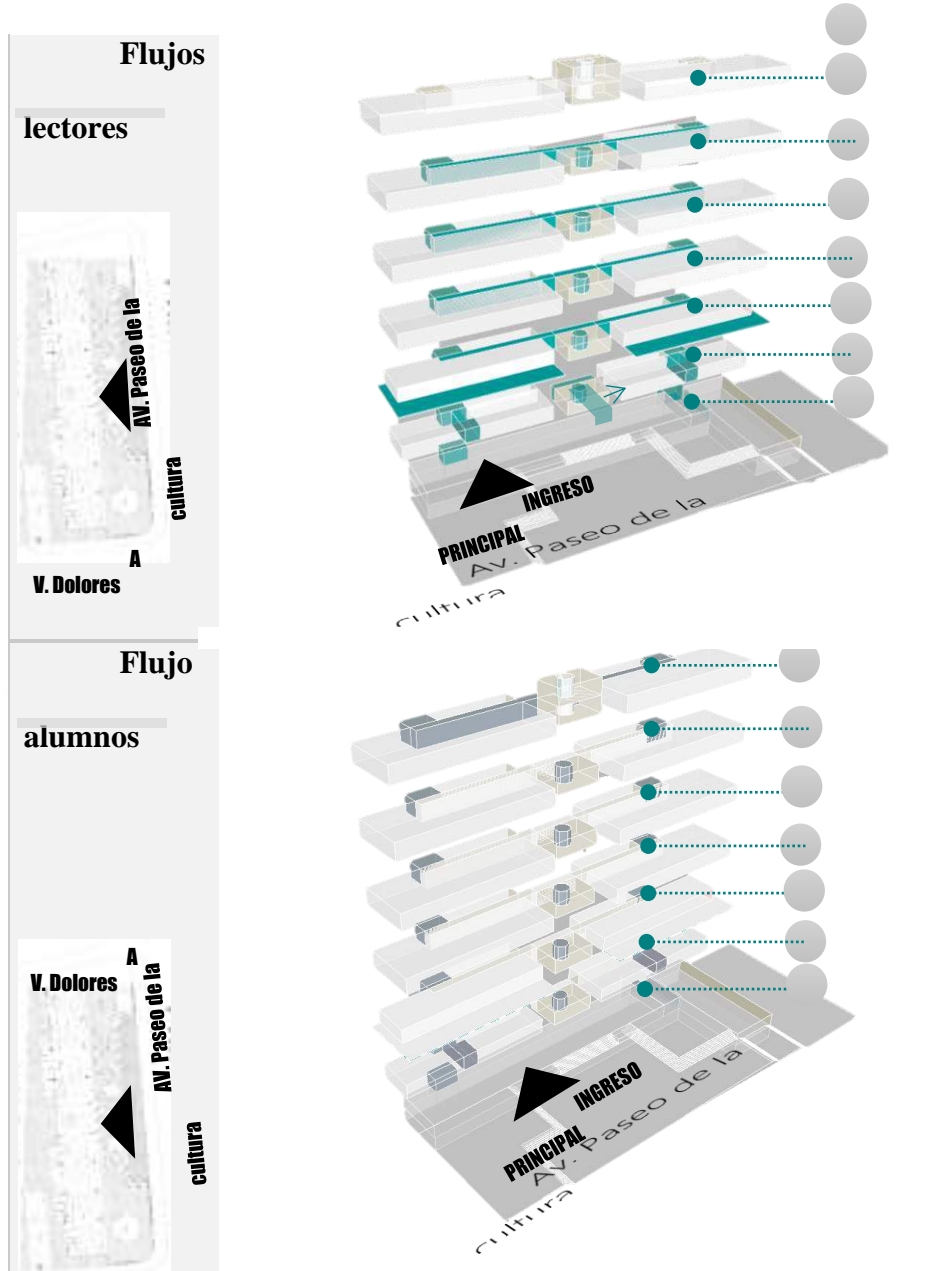 Flujos
lectores
AV. Paseo de la
cultura
A
V. Dolores
INGRESO
PRINCIPAL
Av. Paseo de la
cultura
Flujo
alumnos
A
V. Dolores
AV. Paseo de la
cultura
INGRESO
PRINCIPAL
Av. Paseo de la
cultura